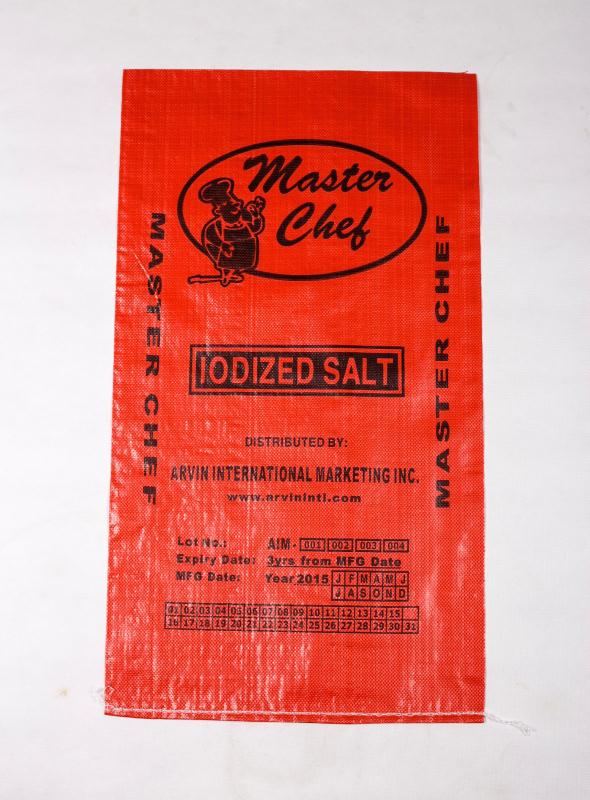 Master
Chef
MASTER CHEF
MASTER CHEF
IODIZED SALT
DISTRIBUTED BY:
ARVIN INTERNATIONAL MARKETING INC.
www.arvinintl.com
Lot No.: AIM - 001 002 003 004
Expiry Date: 3yrs from MFG Date
MFG Date: Year 2015 J F M A M J
J A S O N D
01 02 03 04 05 06 07 08 09 10 11 12 13 14 15
16 17 18 19 20 21 22 23 24 25 26 27 28 29 30 31